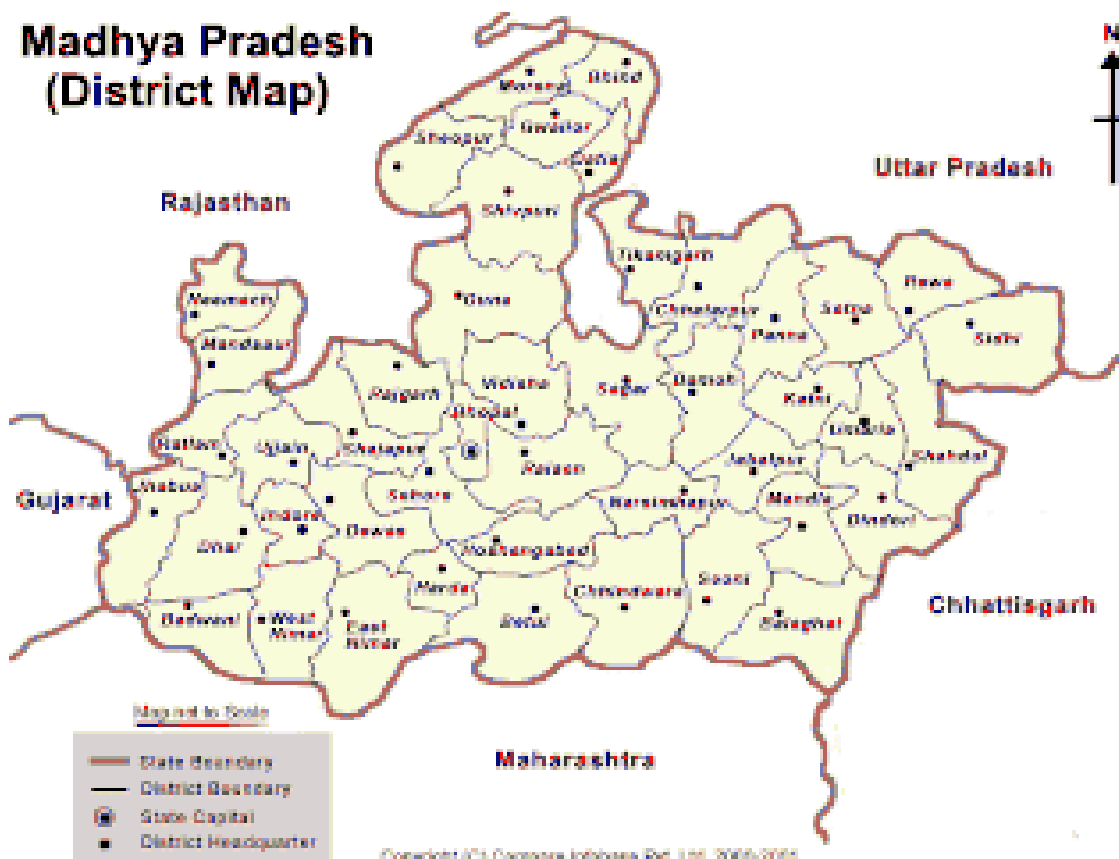 Madhya Pradesh
(District Map)
N
Uttar Pradesh
Rajasthan
Gujarat
Chhattisgarh
Maharashtra
Morena
Bhind
Sheopur
Gwalior
Datia
Shivpuri
Tikamgarh
Guna
Chhatarpur
Panna
Satna
Rewa
Sidhi
Neemuch
Mandsaur
Rajgarh
Vidisha
Sagar
Damoh
Katni
Umaria
Shahdol
Bhopal
Ratlam
Ujjain
Shajapur
Raisen
Jabalpur
Jhabua
Sehore
Narsimhapur
Mandla
Dindori
Indore
Dhar
Dewas
Hoshangabad
Harda
Chhindwara
Seoni
Badwani
West
Nimar
East
Nimar
Betul
Balaghat
Map not to Scale
State Boundary
District Boundary
State Capital
District Headquarter